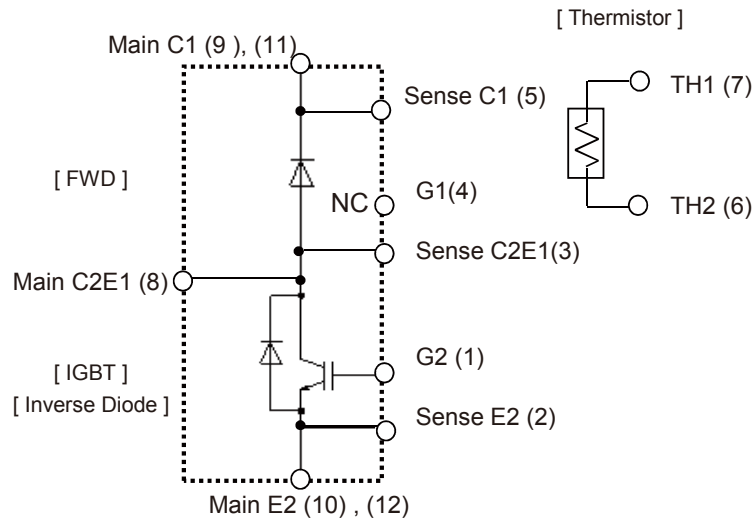 [ Thermistor ]
Main C1 (9 ), (11)
Sense C1 (5)
TH1 (7)
[ FWD ]
NC
G1(4)
TH2 (6)
Sense C2E1(3)
Main C2E1 (8)
G2 (1)
[ IGBT ]
[ Inverse Diode ]
Sense E2 (2)
Main E2 (10) , (12)